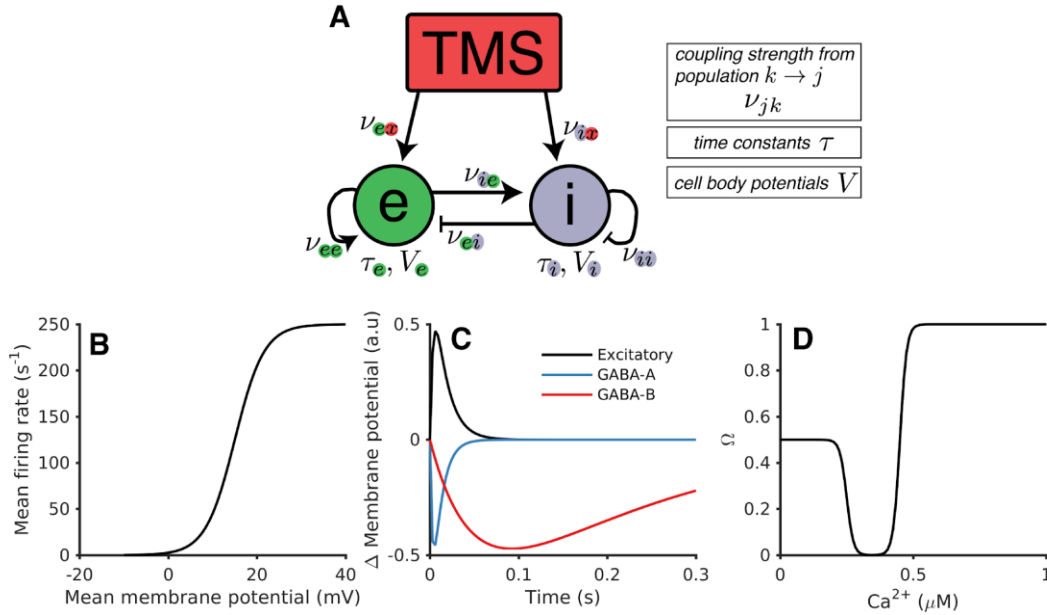 A
TMS
ν_ex
ν_ix
e
i
ν_ie
ν_ei
ν_ee
ν_ii
τ_e, V_e
τ_i, V_i
coupling strength from
population k → j
ν_jk
time constants τ
cell body potentials V
B
250
200
150
100
50
0
-20
0
20
40
Mean firing rate (s⁻¹)
Mean membrane potential (mV)
C
0.5
0
-0.5
0
0.1
0.2
0.3
Δ Membrane potential (a.u)
Time (s)
Excitatory
GABA-A
GABA-B
D
1
0.8
0.6
0.4
0.2
0
0
0.5
1
Ω
Ca²⁺ (μM)